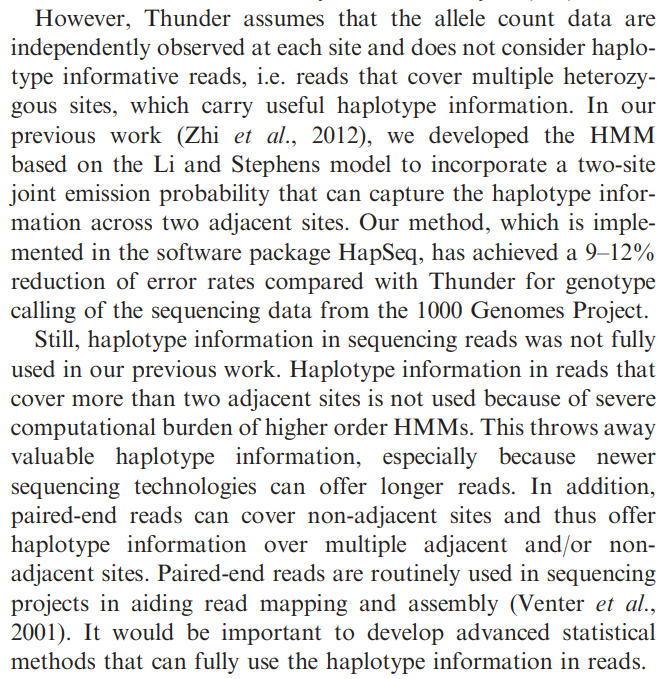 However, Thunder assumes that the allele count data are
independently observed at each site and does not consider haplo-
type informative reads, i.e. reads that cover multiple heterozy-
gous sites, which carry useful haplotype information. In our
previous work (Zhi et al., 2012), we developed the HMM
based on the Li and Stephens model to incorporate a two-site
joint emission probability that can capture the haplotype infor-
mation across two adjacent sites. Our method, which is imple-
mented in the software package HapSeq, has achieved a 9–12%
reduction of error rates compared with Thunder for genotype
calling of the sequencing data from the 1000 Genomes Project.
Still, haplotype information in sequencing reads was not fully
used in our previous work. Haplotype information in reads that
cover more than two adjacent sites is not used because of severe
computational burden of higher order HMMs. This throws away
valuable haplotype information, especially because newer
sequencing technologies can offer longer reads. In addition,
paired-end reads can cover non-adjacent sites and thus offer
haplotype information over multiple adjacent and/or non-
adjacent sites. Paired-end reads are routinely used in sequencing
projects in aiding read mapping and assembly (Venter et al.,
2001). It would be important to develop advanced statistical
methods that can fully use the haplotype information in reads.